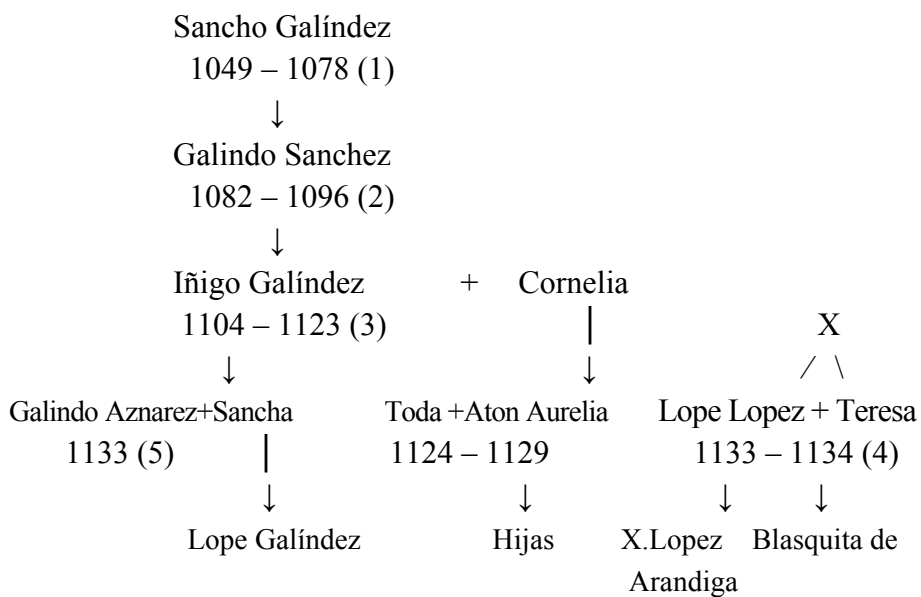 Sancho Galíndez
1049 – 1078 (1)
↓
Galindo Sanchez
1082 – 1096 (2)
↓
Iñigo Galíndez + Cornelia
1104 – 1123 (3) X
↓ ↓ / \
Galindo Aznarez+Sancha Toda +Aton Aurelia Lope Lopez + Teresa
1133 (5) 1124 – 1129 1133 – 1134 (4)
↓ ↓ ↓ ↓
Lope Galíndez Hijas X.Lopez Blasquita de
Arandiga